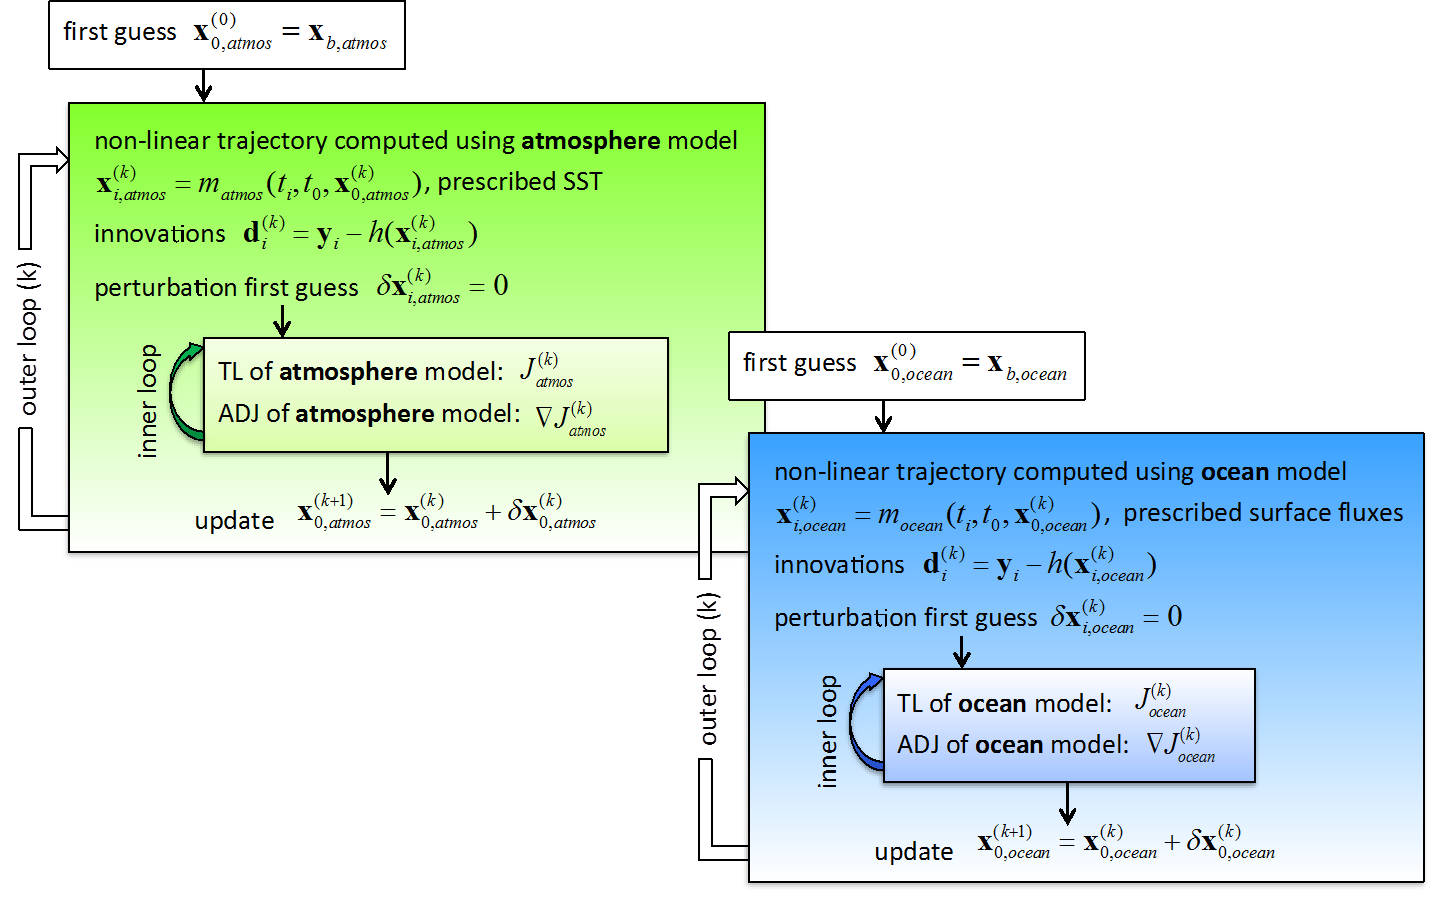 first guess x_{0,atmos}^{(0)} = x_{b,atmos}
non-linear trajectory computed using atmosphere model
x_{i,atmos}^{(k)} = m_{atmos}(t_i, t_0, x_{0,atmos}^{(k)}), prescribed SST
innovations d_i^{(k)} = y_i − h(x_{i,atmos}^{(k)})
perturbation first guess δx_{i,atmos}^{(k)} = 0
outer loop (k)
inner loop
TL of atmosphere model: J_{atmos}^{(k)}
ADJ of atmosphere model: ∇J_{atmos}^{(k)}
update x_{0,atmos}^{(k+1)} = x_{0,atmos}^{(k)} + δx_{0,atmos}^{(k)}
first guess x_{0,ocean}^{(0)} = x_{b,ocean}
non-linear trajectory computed using ocean model
x_{i,ocean}^{(k)} = m_{ocean}(t_i, t_0, x_{0,ocean}^{(k)}), prescribed surface fluxes
innovations d_i^{(k)} = y_i − h(x_{i,ocean}^{(k)})
perturbation first guess δx_{i,ocean}^{(k)} = 0
outer loop (k)
inner loop
TL of ocean model: J_{ocean}^{(k)}
ADJ of ocean model: ∇J_{ocean}^{(k)}
update x_{0,ocean}^{(k+1)} = x_{0,ocean}^{(k)} + δx_{0,ocean}^{(k)}